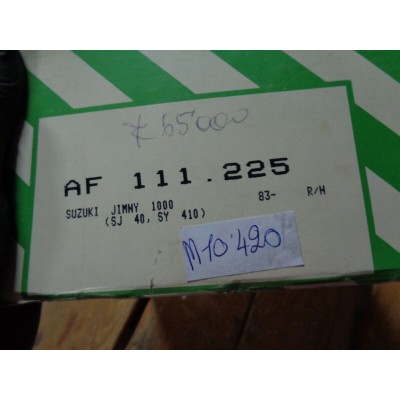 £65000
AF 111.225
SUZUKI JIMNY 1000 83- R/H
(SJ 40, SY 410)
M10'420